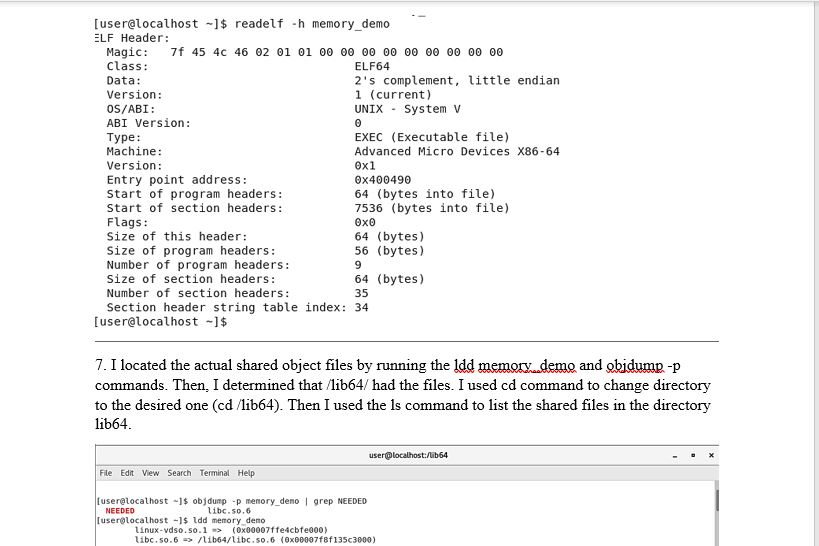 [user@localhost ~]$ readelf -h memory_demo
ELF Header:
Magic: 7f 45 4c 46 02 01 01 00 00 00 00 00 00 00 00 00
Class: ELF64
Data: 2's complement, little endian
Version: 1 (current)
OS/ABI: UNIX - System V
ABI Version: 0
Type: EXEC (Executable file)
Machine: Advanced Micro Devices X86-64
Version: 0x1
Entry point address: 0x400490
Start of program headers: 64 (bytes into file)
Start of section headers: 7536 (bytes into file)
Flags: 0x0
Size of this header: 64 (bytes)
Size of program headers: 56 (bytes)
Number of program headers: 9
Size of section headers: 64 (bytes)
Number of section headers: 35
Section header string table index: 34
[user@localhost ~]$
7. I located the actual shared object files by running the ldd memory_demo and objdump -p
commands. Then, I determined that /lib64/ had the files. I used cd command to change directory
to the desired one (cd /lib64). Then I used the ls command to list the shared files in the directory
lib64.
user@localhost:/lib64
File Edit View Search Terminal Help
[user@localhost ~]$ objdump -p memory_demo | grep NEEDED
NEEDED libc.so.6
[user@localhost ~]$ ldd memory_demo
linux-vdso.so.1 => (0x00007ffe4cbfe000)
libc.so.6 => /lib64/libc.so.6 (0x00007f8f135c3000)